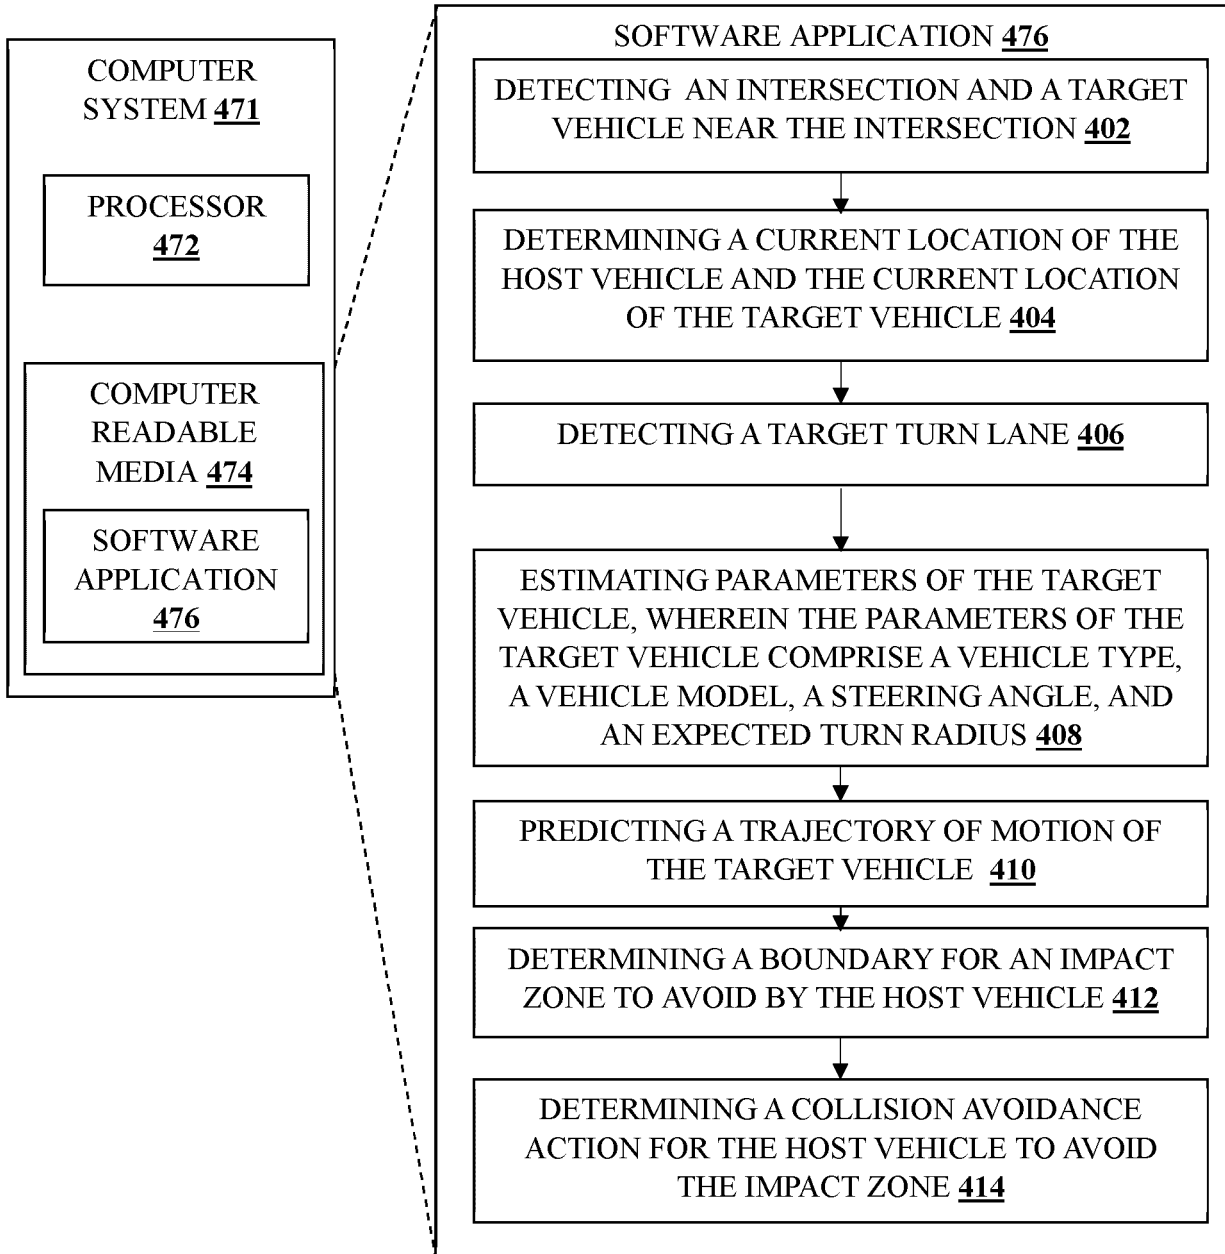 COMPUTER
SYSTEM 471
PROCESSOR
472
COMPUTER
READABLE
MEDIA 474
SOFTWARE
APPLICATION
476
SOFTWARE APPLICATION 476
DETECTING AN INTERSECTION AND A TARGET
VEHICLE NEAR THE INTERSECTION 402
DETERMINING A CURRENT LOCATION OF THE
HOST VEHICLE AND THE CURRENT LOCATION
OF THE TARGET VEHICLE 404
DETECTING A TARGET TURN LANE 406
ESTIMATING PARAMETERS OF THE TARGET
VEHICLE, WHEREIN THE PARAMETERS OF THE
TARGET VEHICLE COMPRISE A VEHICLE TYPE,
A VEHICLE MODEL, A STEERING ANGLE, AND
AN EXPECTED TURN RADIUS 408
PREDICTING A TRAJECTORY OF MOTION OF
THE TARGET VEHICLE 410
DETERMINING A BOUNDARY FOR AN IMPACT
ZONE TO AVOID BY THE HOST VEHICLE 412
DETERMINING A COLLISION AVOIDANCE
ACTION FOR THE HOST VEHICLE TO AVOID
THE IMPACT ZONE 414